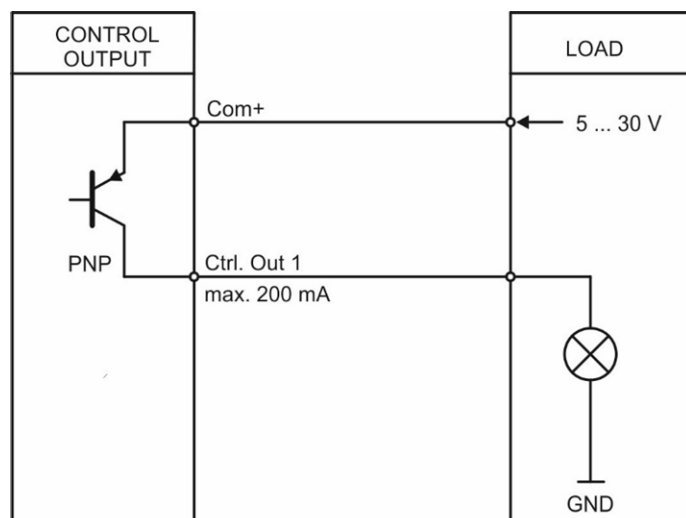 CONTROL
OUTPUT
LOAD
Com+
5 ... 30 V
PNP
Ctrl. Out 1
max. 200 mA
GND